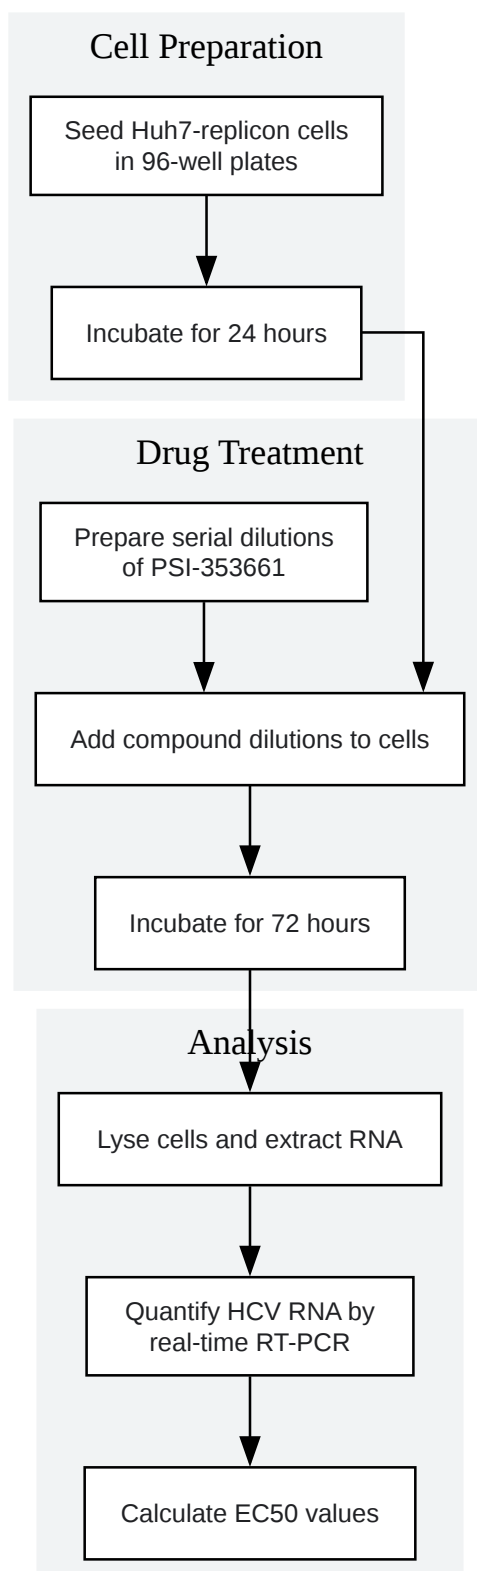 Cell Preparation
Seed Huh7-replicon cells
in 96-well plates
Incubate for 24 hours
Drug Treatment
Prepare serial dilutions
of PSI-353661
Add compound dilutions to cells
Incubate for 72 hours
Analysis
Lyse cells and extract RNA
Quantify HCV RNA by
real-time RT-PCR
Calculate EC50 values